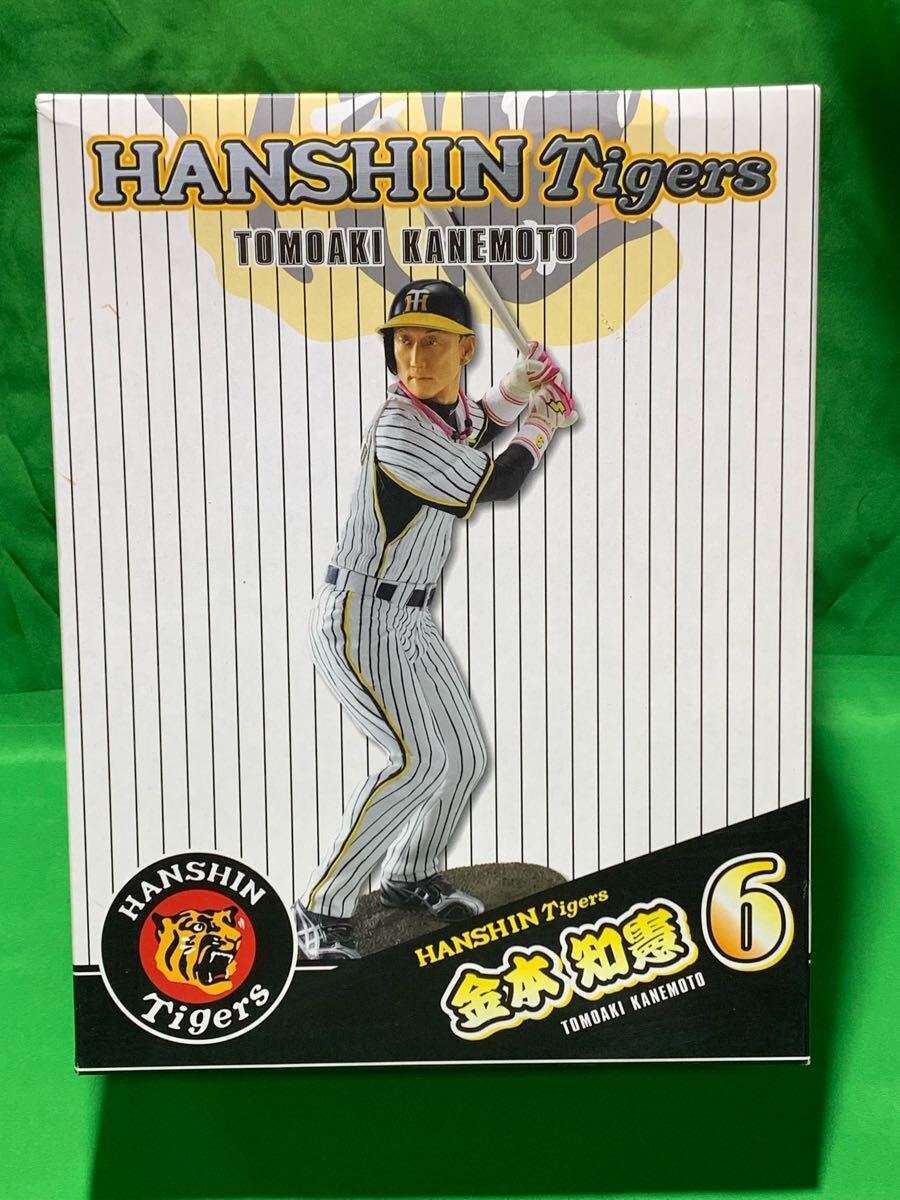 HANSHIN Tigers
TOMOAKI KANEMOTO
HANSHIN
Tigers
HANSHIN Tigers
金本 知憲
6
TOMOAKI KANEMOTO